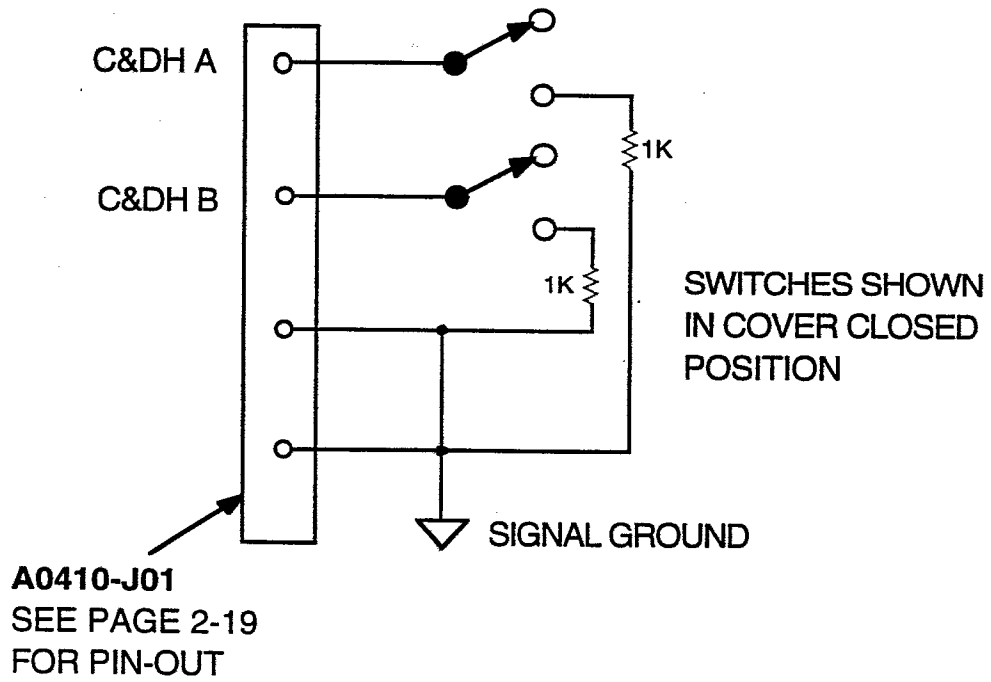 C&DH A
1K
C&DH B
1K
SWITCHES SHOWN
IN COVER CLOSED
POSITION
SIGNAL GROUND
A0410-J01
SEE PAGE 2-19
FOR PIN-OUT